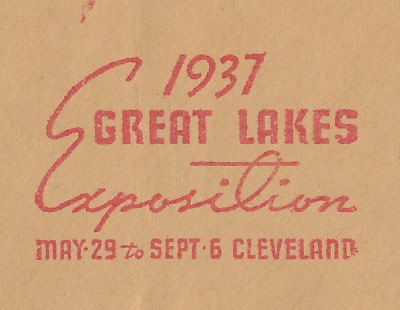 1937
GREAT LAKES
Exposition
MAY·29 to SEPT·6 CLEVELAND